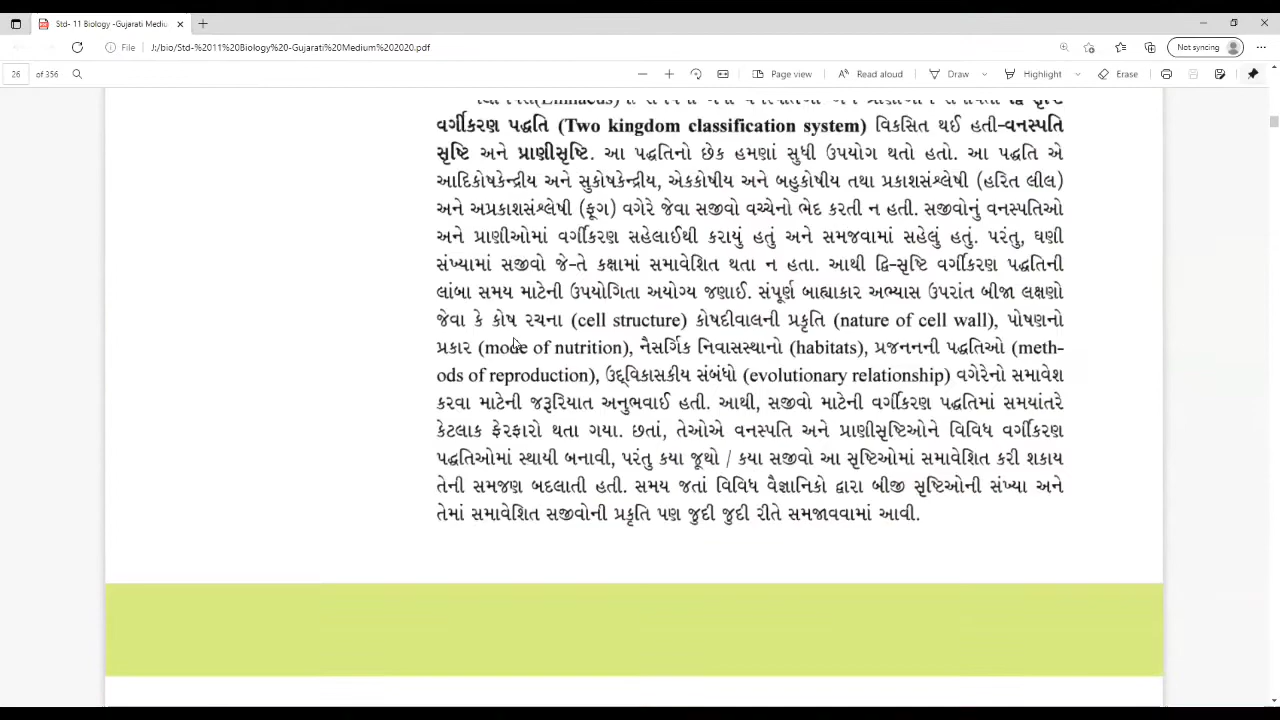 Std- 11 Biology -Gujarati Mediu
File J:/bio/Std-%2011%20Biology%20-Gujarati%20Medium%202020.pdf
Not syncing
26 of 356
Page view Read aloud Draw Highlight Erase
(Linnaeus)
વર્ગીકરણ પદ્ધતિ (Two kingdom classification system) વિકસિત થઈ હતી-વનસ્પતિ
સૃષ્ટિ અને પ્રાણીસૃષ્ટિ. આ પદ્ધતિનો છેક હમણાં સુધી ઉપયોગ થતો હતો. આ પદ્ધતિ એ
આદિકોષકેન્દ્રીય અને સુકોષકેન્દ્રીય, એકકોષીય અને બહુકોષીય તથા પ્રકાશસંશ્લેષી (હરિત લીલ)
અને અપ્રકાશસંશ્લેષી (ફૂગ) વગેરે જેવા સજીવો વચ્ચેનો ભેદ કરતી ન હતી. સજીવોનું વનસ્પતિઓ
અને પ્રાણીઓમાં વર્ગીકરણ સહેલાઈથી કરાયું હતું અને સમજવામાં સહેલું હતું. પરંતુ, ઘણી
સંખ્યામાં સજીવો જે-તે કક્ષામાં સમાવેશિત થતા ન હતા. આથી દ્વિ-સૃષ્ટિ વર્ગીકરણ પદ્ધતિની
લાંબા સમય માટેની ઉપયોગિતા અયોગ્ય જણાઈ. સંપૂર્ણ બાહ્યાકાર અભ્યાસ ઉપરાંત બીજા લક્ષણો
જેવા કે કોષ રચના (cell structure) કોષદીવાલની પ્રકૃતિ (nature of cell wall), પોષણનો
પ્રકાર (mode of nutrition), નૈસર્ગિક નિવાસસ્થાનો (habitats), પ્રજનનની પદ્ધતિઓ (meth-
ods of reproduction), ઉદ્દવિકાસકીય સંબંધો (evolutionary relationship) વગેરેનો સમાવેશ
કરવા માટેની જરૂરિયાત અનુભવાઈ હતી. આથી, સજીવો માટેની વર્ગીકરણ પદ્ધતિમાં સમયાંતરે
કેટલાક ફેરફારો થતા ગયા. છતાં, તેઓએ વનસ્પતિ અને પ્રાણીસૃષ્ટિઓને વિવિધ વર્ગીકરણ
પદ્ધતિઓમાં સ્થાયી બનાવી, પરંતુ કયા જૂથો / કયા સજીવો આ સૃષ્ટિઓમાં સમાવેશિત કરી શકાય
તેની સમજણ બદલાતી હતી. સમય જતાં વિવિધ વૈજ્ઞાનિકો દ્વારા બીજી સૃષ્ટિઓની સંખ્યા અને
તેમાં સમાવેશિત સજીવોની પ્રકૃતિ પણ જુદી જુદી રીતે સમજાવવામાં આવી.